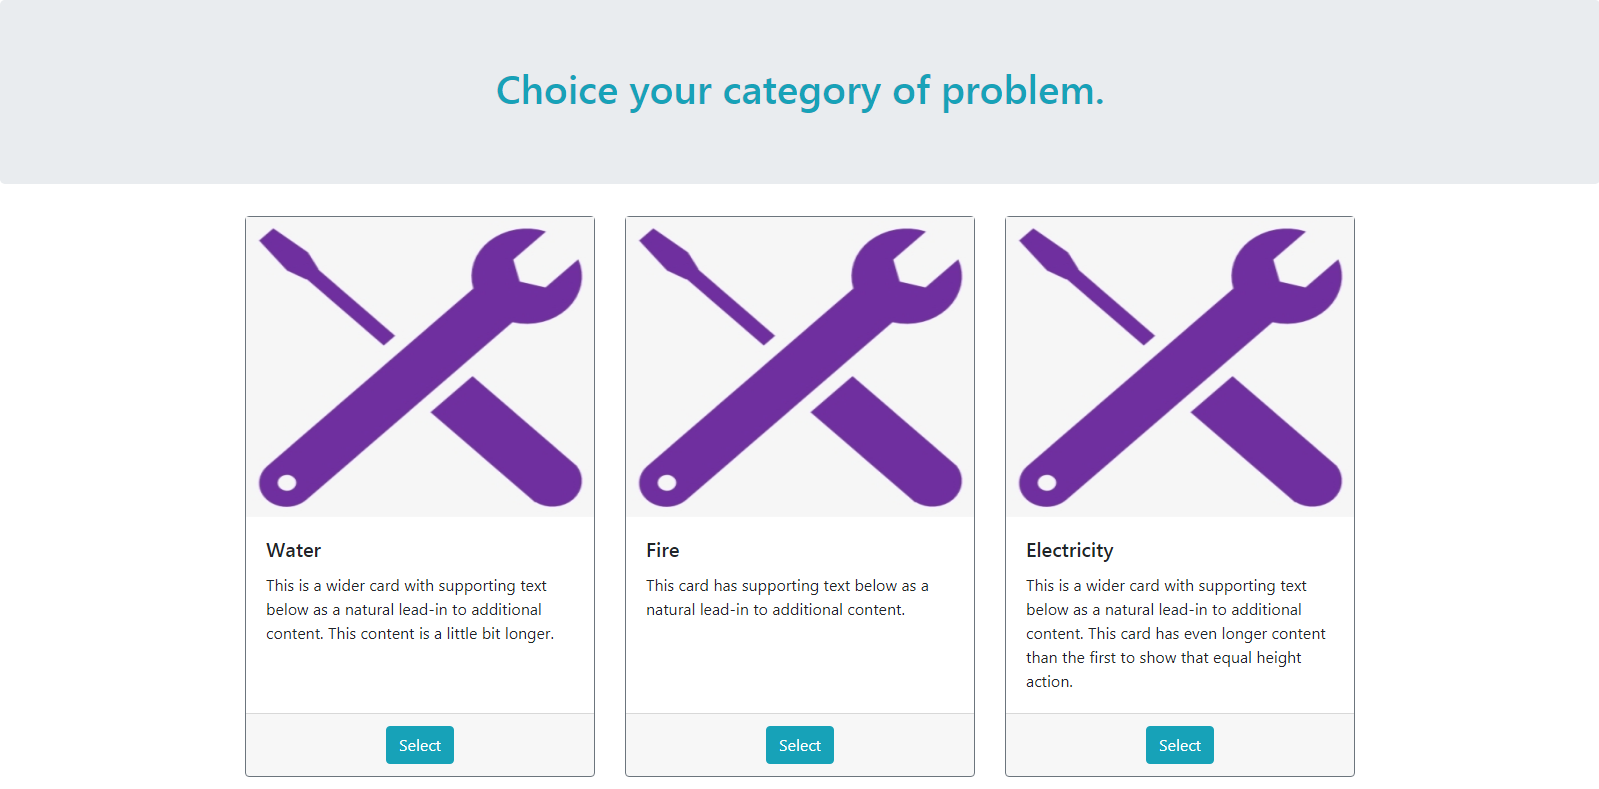 Choice your category of problem.
Water
This is a wider card with supporting text
below as a natural lead-in to additional
content. This content is a little bit longer.
Select
Fire
This card has supporting text below as a
natural lead-in to additional content.
Select
Electricity
This is a wider card with supporting text
below as a natural lead-in to additional
content. This card has even longer content
than the first to show that equal height
action.
Select